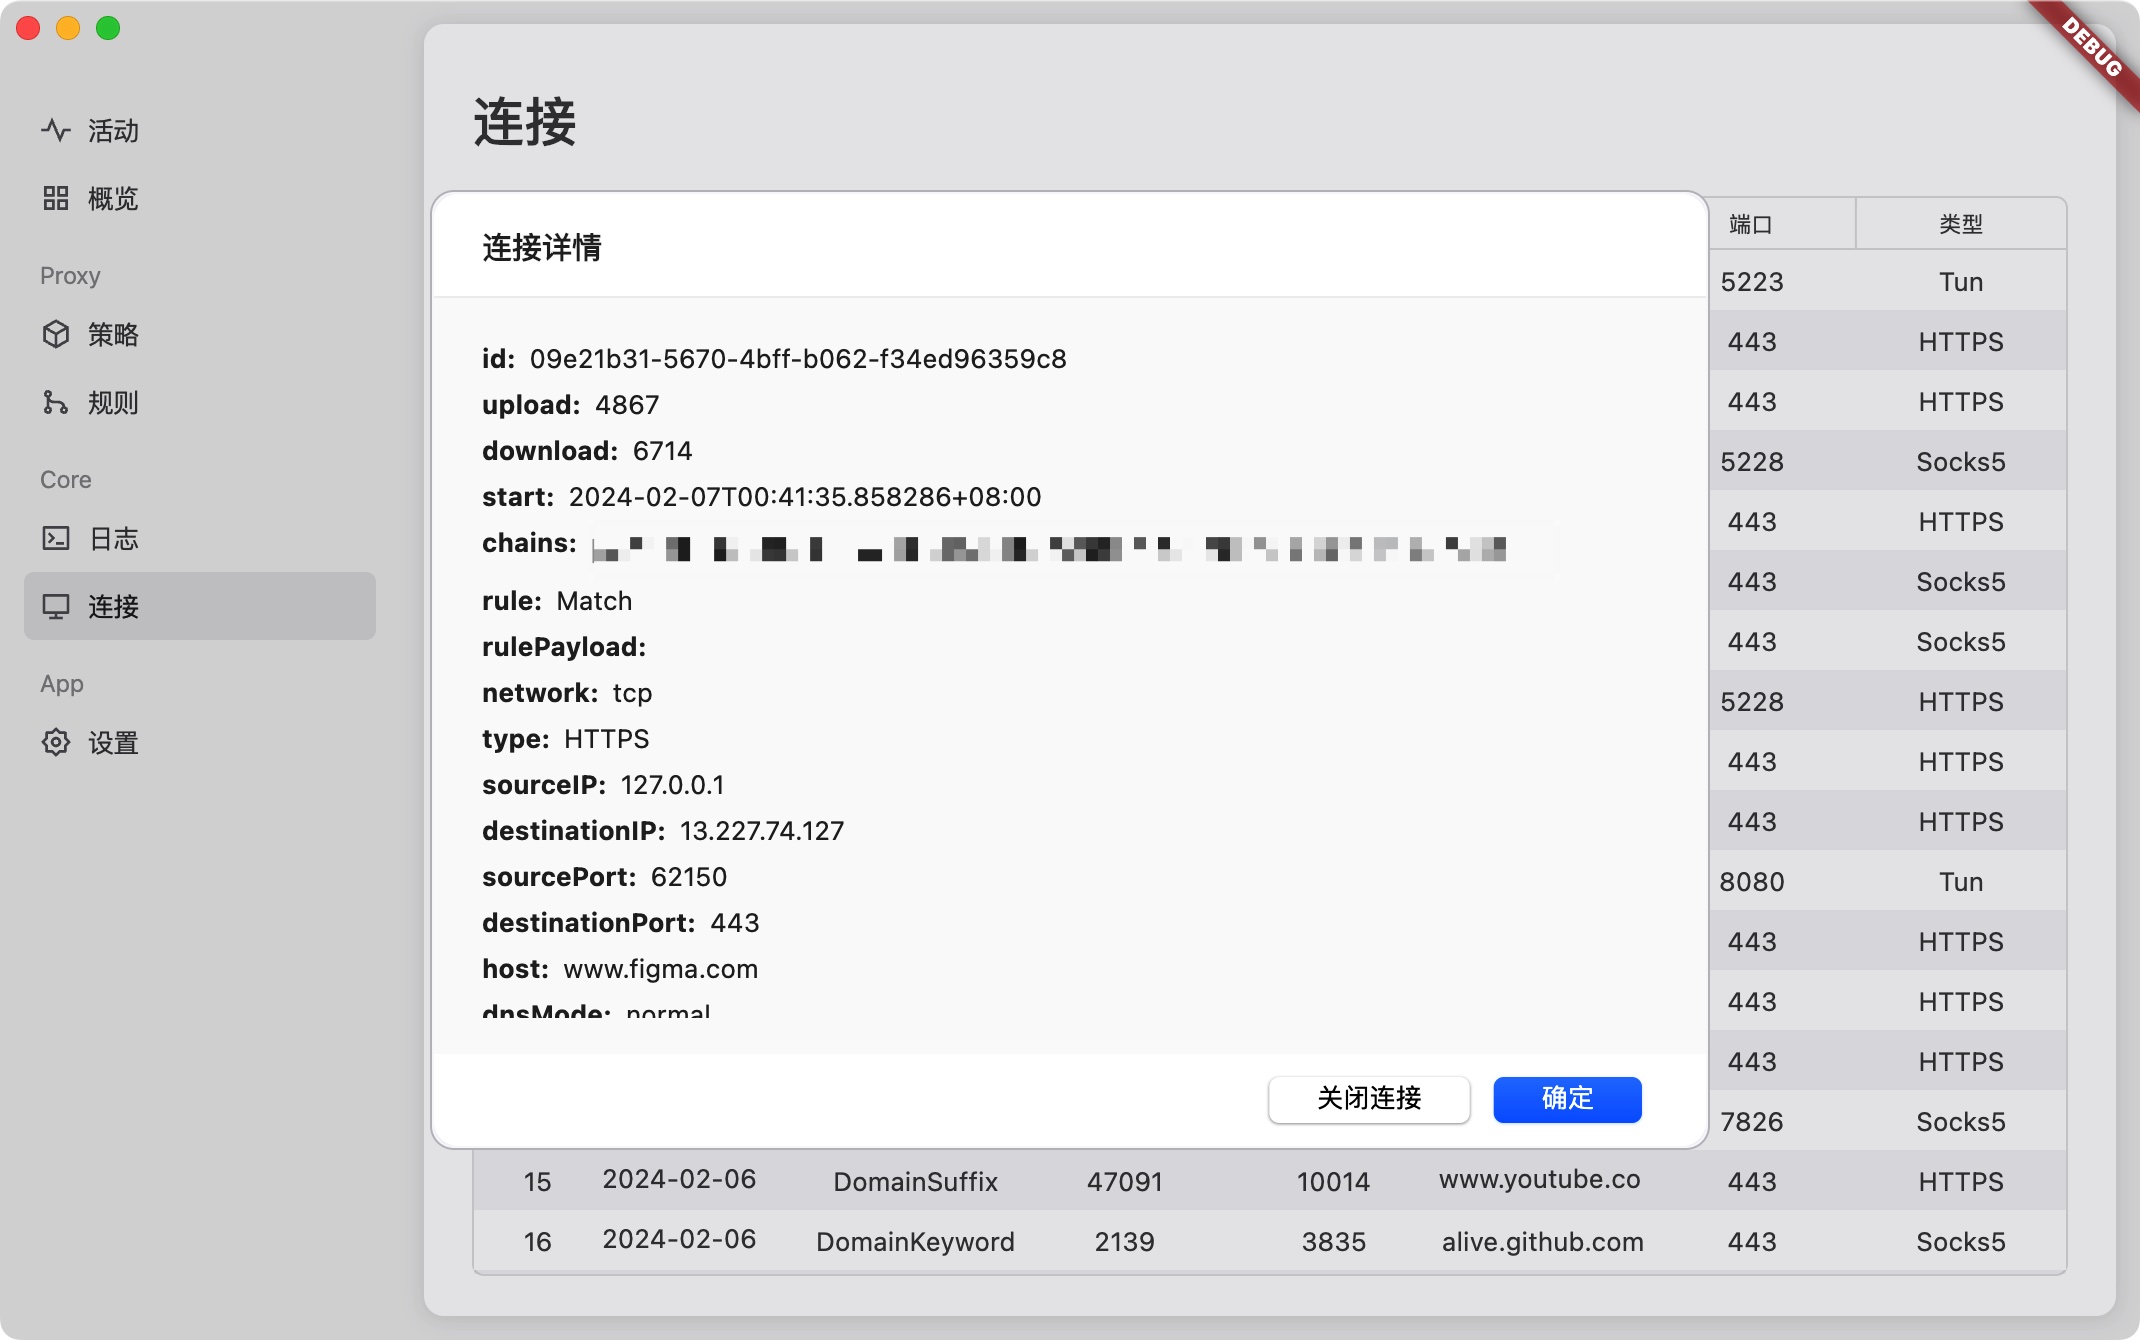 DEBUG
活动
概览
Proxy
策略
规则
Core
日志
连接
App
设置
连接
端口 类型
5223 Tun
443 HTTPS
443 HTTPS
5228 Socks5
443 HTTPS
443 Socks5
443 Socks5
5228 HTTPS
443 HTTPS
443 HTTPS
8080 Tun
443 HTTPS
443 HTTPS
443 HTTPS
7826 Socks5
15 2024-02-06 DomainSuffix 47091 10014 www.youtube.co 443 HTTPS
16 2024-02-06 DomainKeyword 2139 3835 alive.github.com 443 Socks5
连接详情
id: 09e21b31-5670-4bff-b062-f34ed96359c8
upload: 4867
download: 6714
start: 2024-02-07T00:41:35.858286+08:00
chains:
rule: Match
rulePayload:
network: tcp
type: HTTPS
sourceIP: 127.0.0.1
destinationIP: 13.227.74.127
sourcePort: 62150
destinationPort: 443
host: www.figma.com
dnsMode: normal
关闭连接 确定